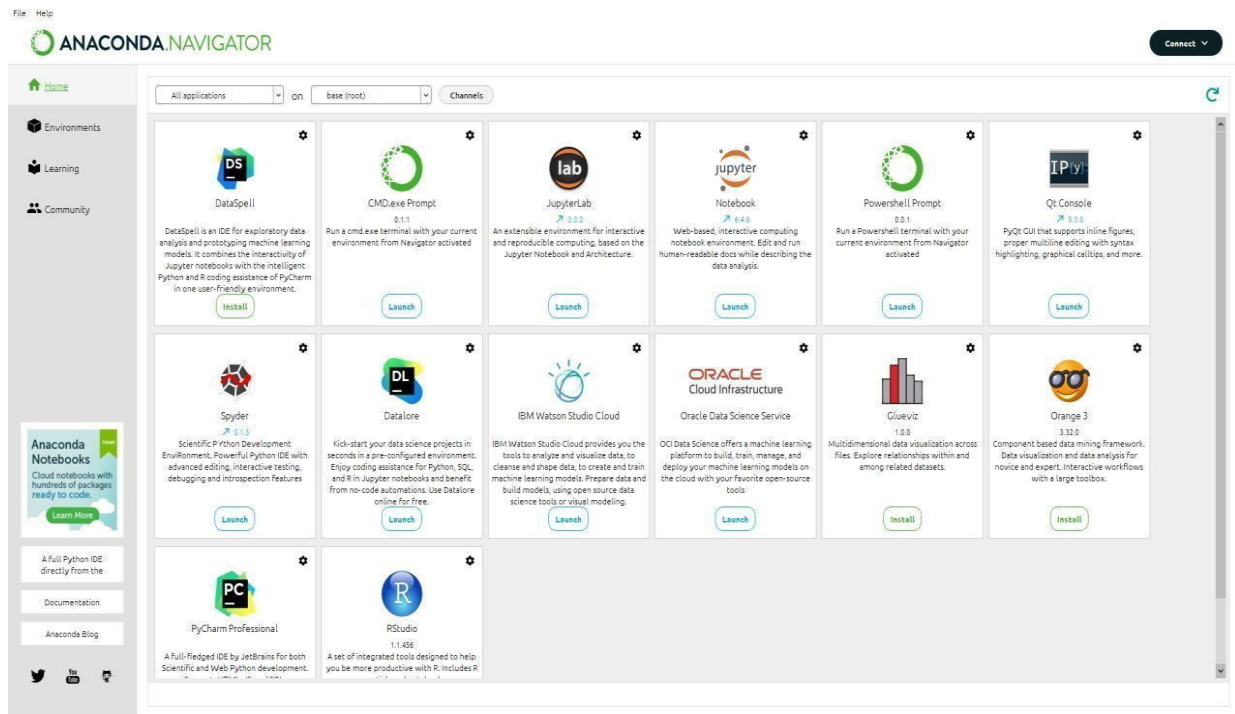 File Help
ANACONDA.NAVIGATOR
Connect
Home
Environments
Learning
Community
All applications on base (root) Channels
DS
DataSpell
DataSpell is an IDE for exploratory data
analysis and prototyping machine learning
models. It combines the interactivity of
Jupyter notebooks with the intelligent
Python and R coding assistance of PyCharm
in one user-friendly environment.
Install
CMD.exe Prompt
0.1.1
Run a cmd.exe terminal with your current
environment from Navigator activated
Launch
lab
JupyterLab
3.3.2
An extensible environment for interactive
and reproducible computing, based on the
Jupyter Notebook and Architecture.
Launch
jupyter
Notebook
6.4.8
Web-based, interactive computing
notebook environment. Edit and run
human-readable docs while describing the
data analysis.
Launch
Powershell Prompt
0.0.1
Run a Powershell terminal with your
current environment from Navigator
activated
Launch
IP[y]:
Qt Console
5.3.0
PyQt GUI that supports inline figures,
proper multiline editing with syntax
highlighting, graphical calltips, and more.
Launch
Spyder
5.1.5
Scientific PYthon Development
EnviRonment. Powerful Python IDE with
advanced editing, interactive testing,
debugging and introspection features
Launch
DL
Datalore
Kick-start your data science projects in
seconds in a pre-configured environment.
Enjoy coding assistance for Python, SQL,
and R in Jupyter notebooks and benefit
from no-code automations. Use Datalore
online for free.
Launch
IBM Watson Studio Cloud
IBM Watson Studio Cloud provides you the
tools to analyze and visualize data, to
cleanse and shape data, to create and train
machine learning models. Prepare data and
build models, using open source data
science tools or visual modeling.
Launch
ORACLE
Cloud Infrastructure
Oracle Data Science Service
OCI Data Science offers a machine learning
platform to build, train, manage, and
deploy your machine learning models on
the cloud with your favorite open-source
tools
Launch
Glueviz
1.0.0
Multidimensional data visualization across
files. Explore relationships within and
among related datasets.
Install
Orange 3
3.32.0
Component based data mining framework.
Data visualization and data analysis for
novice and expert. Interactive workflows
with a large toolbox.
Install
PC
PyCharm Professional
A full-fledged IDE by JetBrains for both
Scientific and Web Python development.
R
RStudio
1.1.456
A set of integrated tools designed to help
you be more productive with R. Includes R
Anaconda
Notebooks
Cloud notebooks with
hundreds of packages
ready to code.
Learn More
A Full Python IDE
directly from the
Documentation
Anaconda Blog
You
Tube